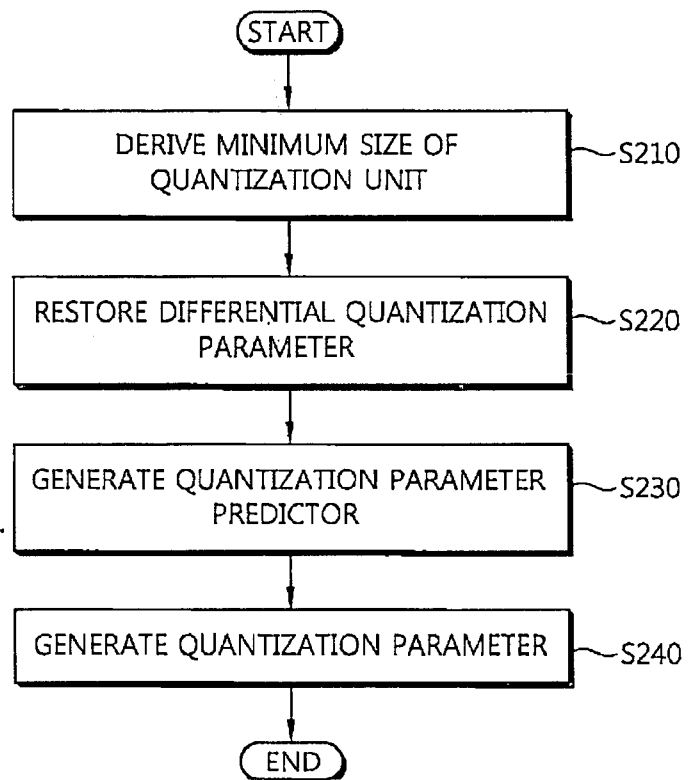 START
DERIVE MINIMUM SIZE OF
QUANTIZATION UNIT
S210
RESTORE DIFFERENTIAL QUANTIZATION
PARAMETER
S220
GENERATE QUANTIZATION PARAMETER
PREDICTOR
S230
GENERATE QUANTIZATION PARAMETER
S240
END